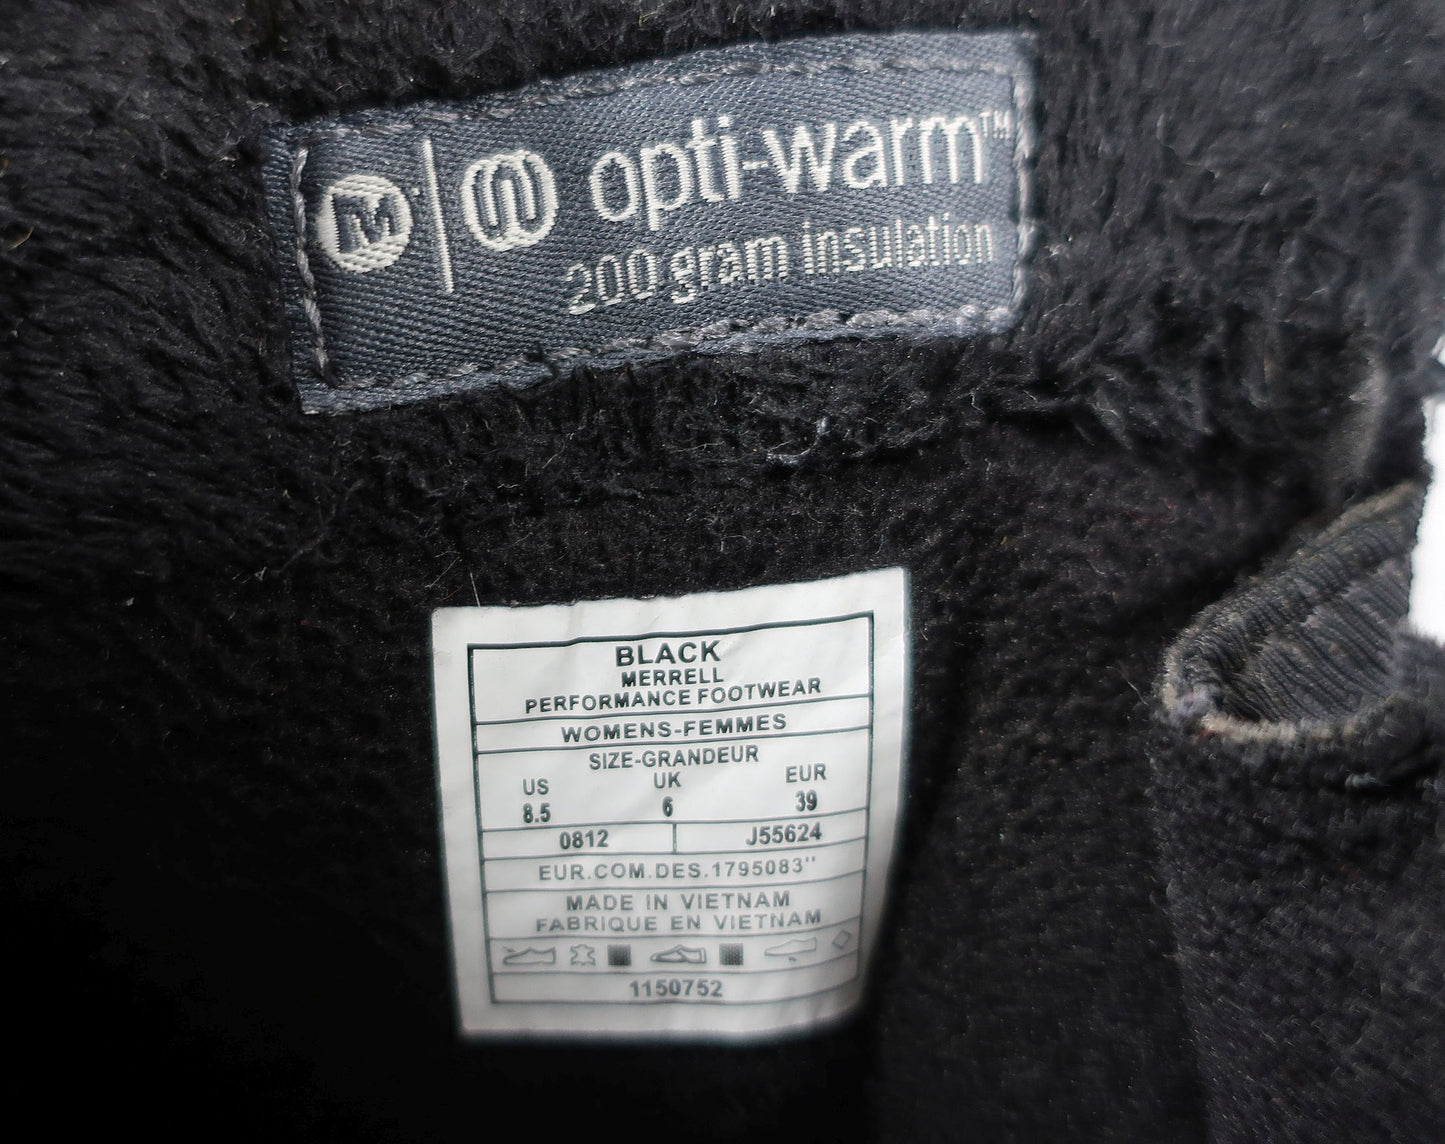 M opti-warm™
200 gram insulation
BLACK
MERRELL
PERFORMANCE FOOTWEAR
WOMENS-FEMMES
SIZE-GRANDEUR
US UK EUR
8.5 6 39
0812 J55624
EUR.COM.DES.1795083"
MADE IN VIETNAM
FABRIQUE EN VIETNAM
1150752